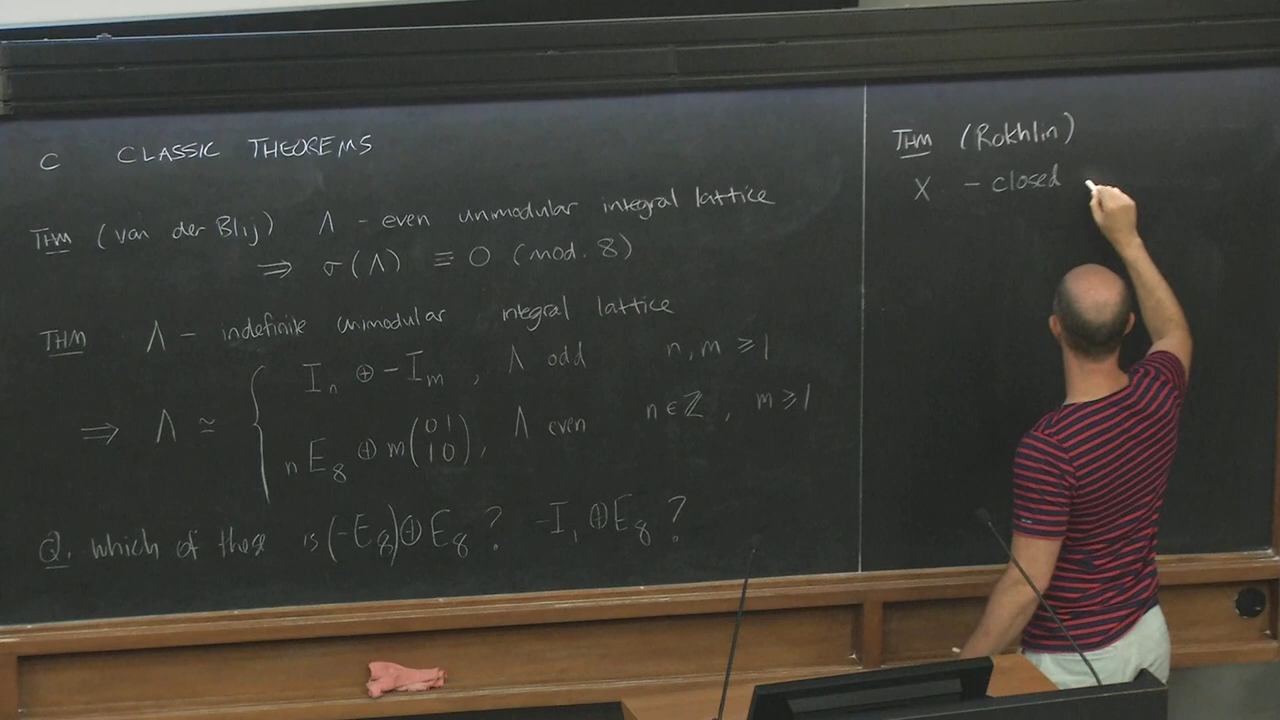 C CLASSIC THEOREMS
THM (van der Blij) Λ - even unimodular integral lattice
⟹ σ(Λ) ≡ 0 (mod. 8)
THM Λ - indefinite unimodular integral lattice
⟹ Λ ≃ { I_n ⊕ -I_m , Λ odd n, m ⩾ 1
n E_8 ⊕ m (0 1 1 0), Λ even n ∈ ℤ, m ⩾ 1
Q. which of these is (-E_8) ⊕ E_8 ? -I_1 ⊕ E_8 ?
THM (Rokhlin)
X - closed